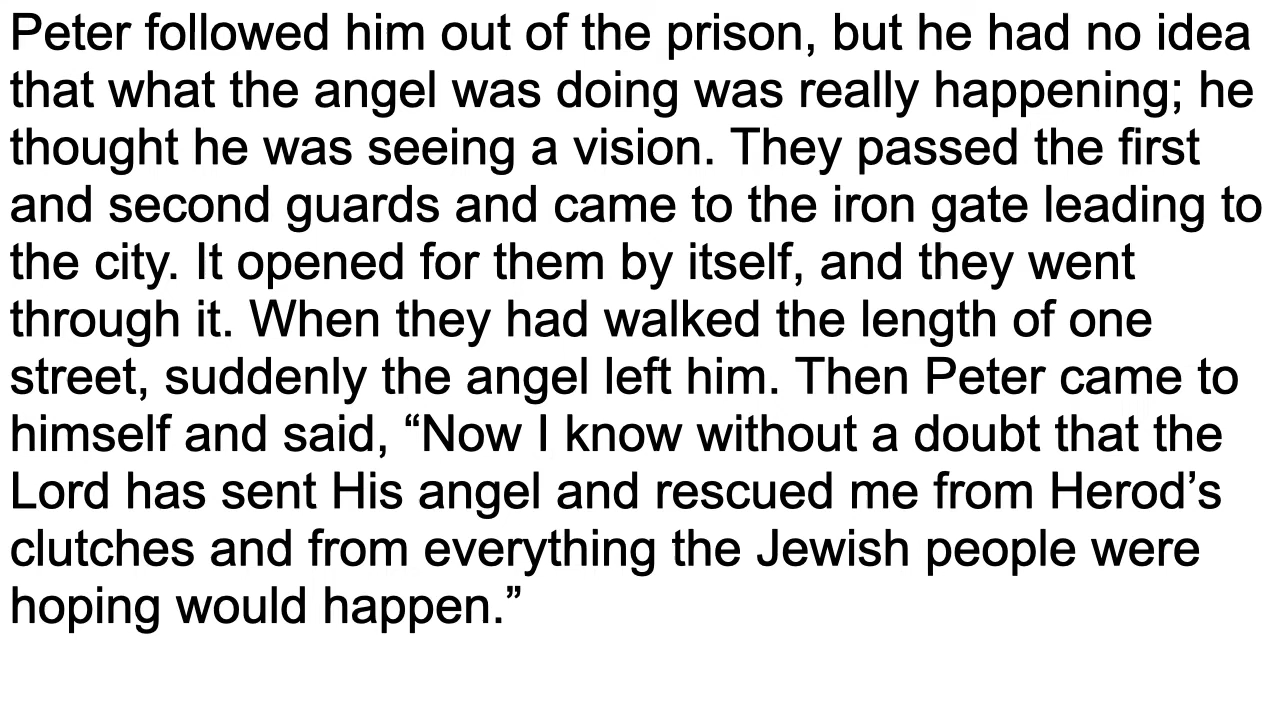 Peter followed him out of the prison, but he had no idea
that what the angel was doing was really happening; he
thought he was seeing a vision. They passed the first
and second guards and came to the iron gate leading to
the city. It opened for them by itself, and they went
through it. When they had walked the length of one
street, suddenly the angel left him. Then Peter came to
himself and said, “Now I know without a doubt that the
Lord has sent His angel and rescued me from Herod’s
clutches and from everything the Jewish people were
hoping would happen.”